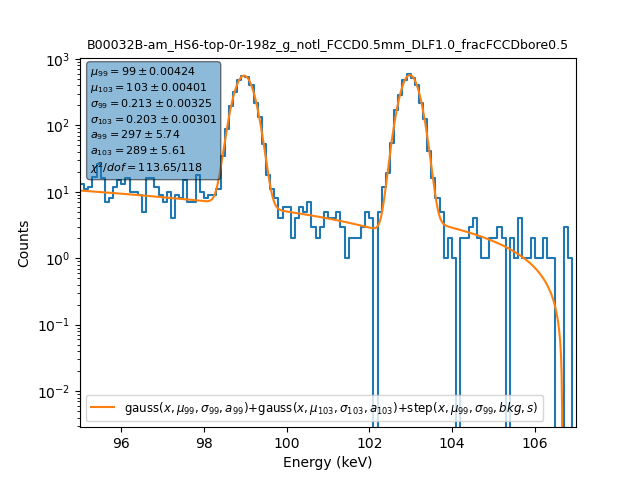 B00032B-am_HS6-top-0r-198z_g_notl_FCCD0.5mm_DLF1.0_fracFCCDbore0.5
μ₉₉ = 99 ± 0.00424
μ₁₀₃ = 103 ± 0.00401
σ₉₉ = 0.213 ± 0.00325
σ₁₀₃ = 0.203 ± 0.00301
a₉₉ = 297 ± 5.74
a₁₀₃ = 289 ± 5.61
χ²/dof = 113.65/118
10³
10²
10¹
10⁰
10⁻¹
10⁻²
Counts
gauss(x, μ₉₉, σ₉₉, a₉₉)+gauss(x, μ₁₀₃, σ₁₀₃, a₁₀₃)+step(x, μ₉₉, σ₉₉, bkg, s)
96 98 100 102 104 106
Energy (keV)